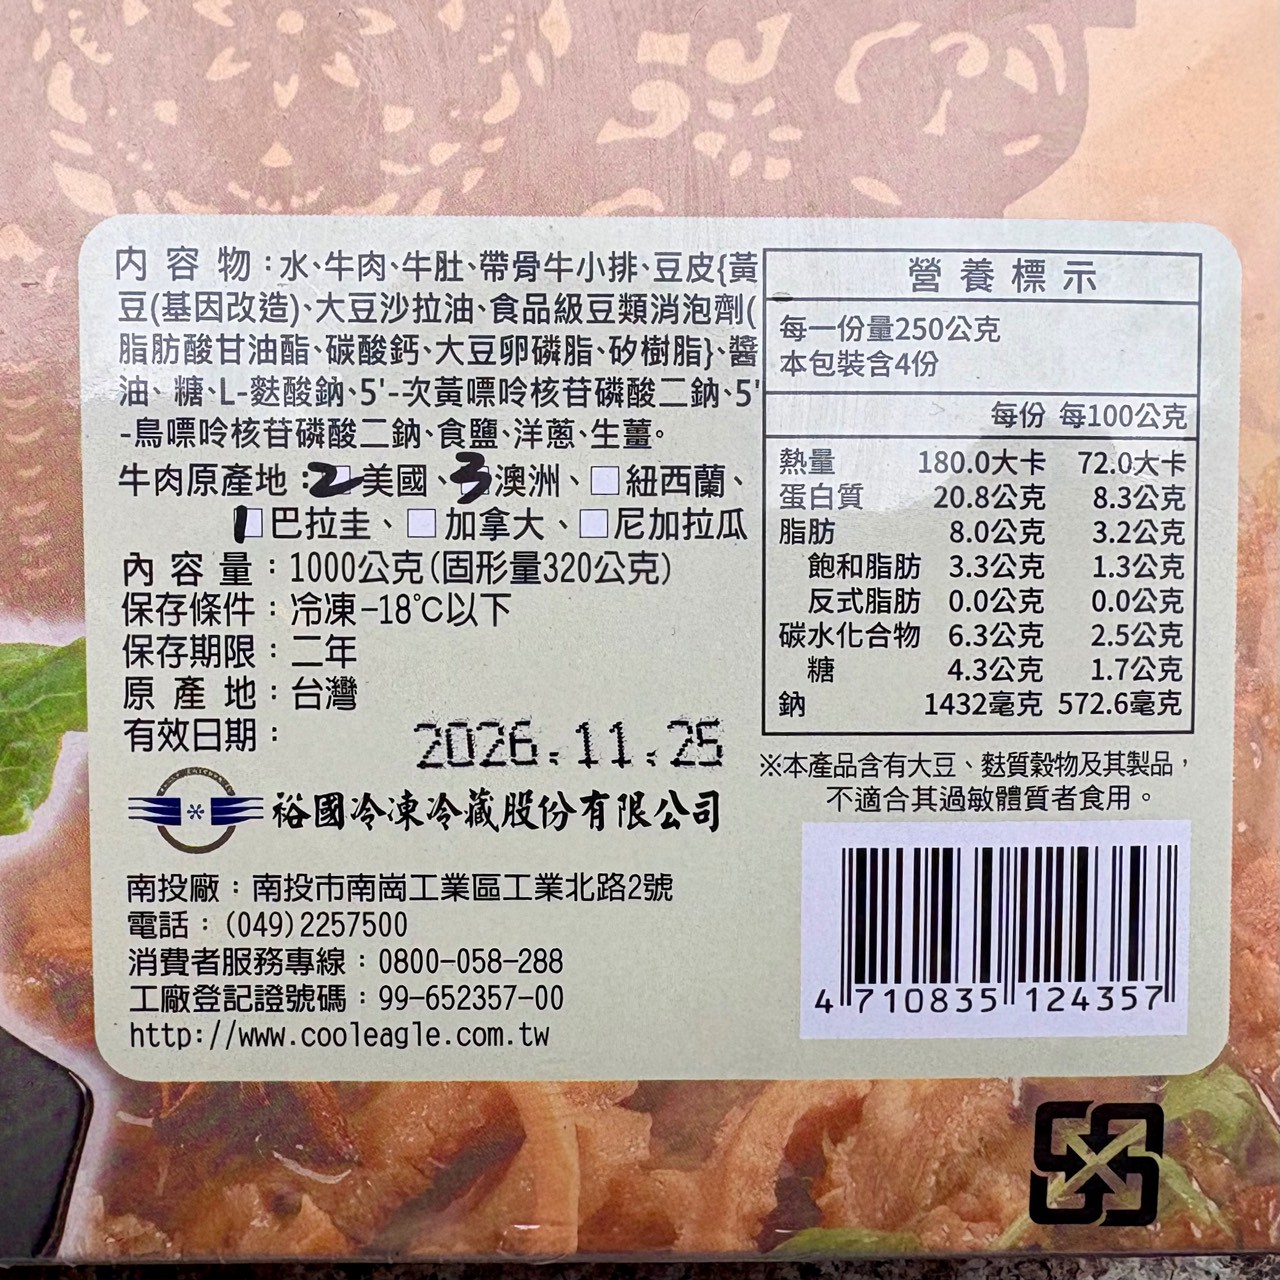 內容物:水、牛肉、牛肚、帶骨牛小排、豆皮{黃
豆(基因改造)、大豆沙拉油、食品級豆類消泡劑(
脂肪酸甘油酯、碳酸鈣、大豆卵磷脂、矽樹脂}、醬
油、糖、L-麩酸鈉、5'-次黃嘌呤核苷磷酸二鈉、5'
-鳥嘌呤核苷磷酸二鈉、食鹽、洋蔥、生薑。
牛肉原產地:2□美國、3□澳洲、□紐西蘭、
1□巴拉圭、□加拿大、□尼加拉瓜
內容量:1000公克(固形量320公克)
保存條件:冷凍-18℃以下
保存期限:二年
原產地:台灣
有效日期:2026.11.25
裕國冷凍冷藏股份有限公司
南投廠:南投市南崗工業區工業北路2號
電話:(049)2257500
消費者服務專線:0800-058-288
工廠登記證號碼:99-652357-00
http://www.cooleagle.com.tw
營養標示
每一份量250公克
本包裝含4份
每份 每100公克
熱量 180.0大卡 72.0大卡
蛋白質 20.8公克 8.3公克
脂肪 8.0公克 3.2公克
飽和脂肪 3.3公克 1.3公克
反式脂肪 0.0公克 0.0公克
碳水化合物 6.3公克 2.5公克
糖 4.3公克 1.7公克
鈉 1432毫克 572.6毫克
※本產品含有大豆、麩質穀物及其製品,
不適合其過敏體質者食用。
4 710835 124357